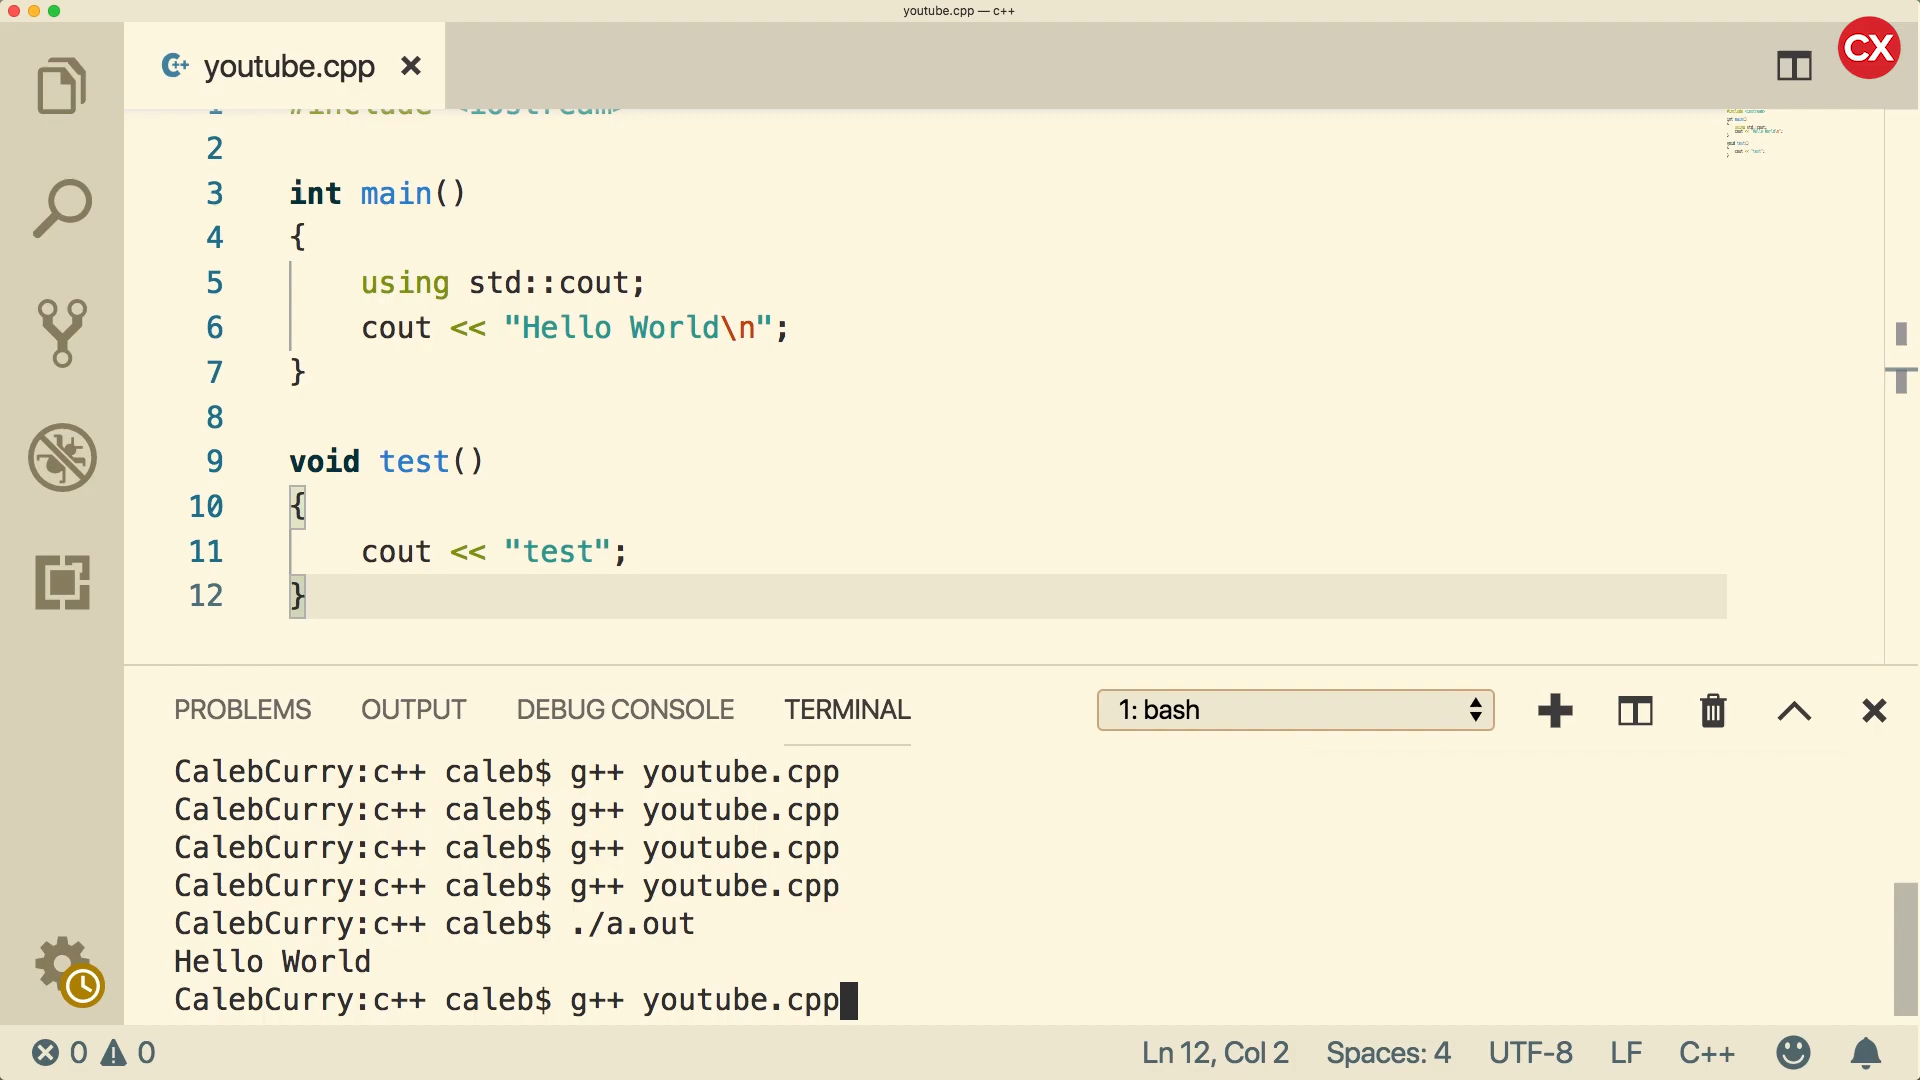 youtube.cpp — c++
youtube.cpp
CX
1 #include <iostream>
2
3 int main()
4 {
5 using std::cout;
6 cout << "Hello World\n";
7 }
8
9 void test()
10 {
11 cout << "test";
12 }
PROBLEMS OUTPUT DEBUG CONSOLE TERMINAL 1: bash
CalebCurry:c++ caleb$ g++ youtube.cpp
CalebCurry:c++ caleb$ g++ youtube.cpp
CalebCurry:c++ caleb$ g++ youtube.cpp
CalebCurry:c++ caleb$ g++ youtube.cpp
CalebCurry:c++ caleb$ ./a.out
Hello World
CalebCurry:c++ caleb$ g++ youtube.cpp
0 0 Ln 12, Col 2 Spaces: 4 UTF-8 LF C++